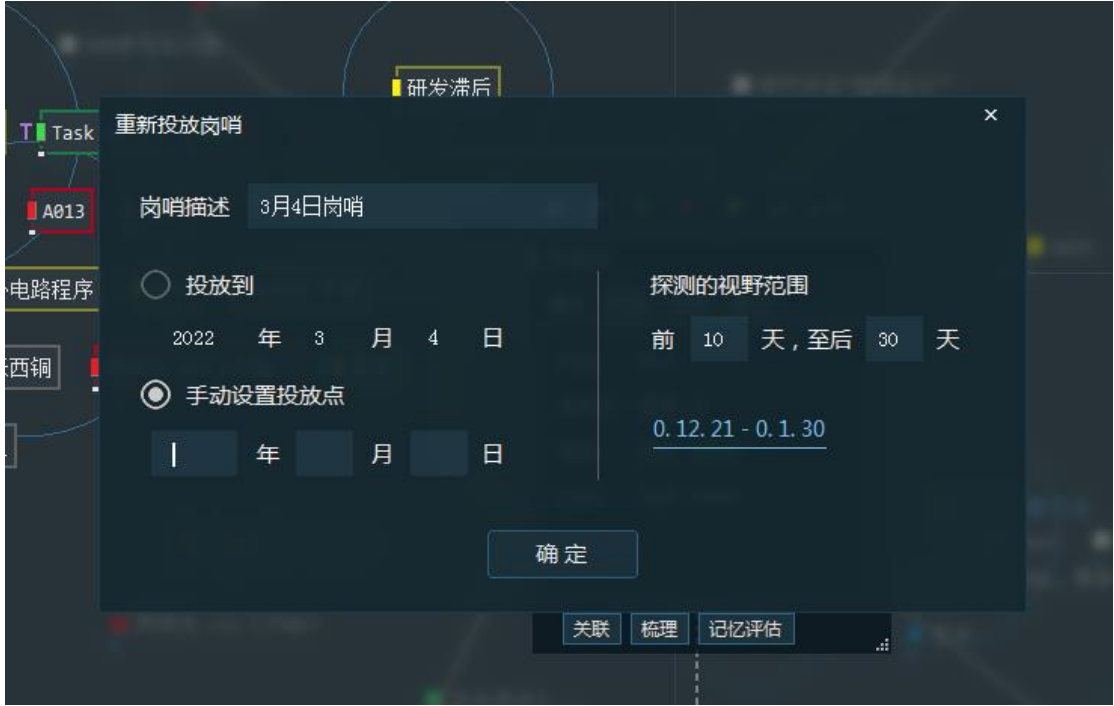 研发滞后
T Task
重新投放岗哨
×
A013
岗哨描述 3月4日岗哨
电路程序
投放到
探测的视野范围
2022 年 3 月 4 日
前 10 天,至后 30 天
西铜
手动设置投放点
0.12.21 - 0.1.30
年 月 日
确定
关联 梳理 记忆评估